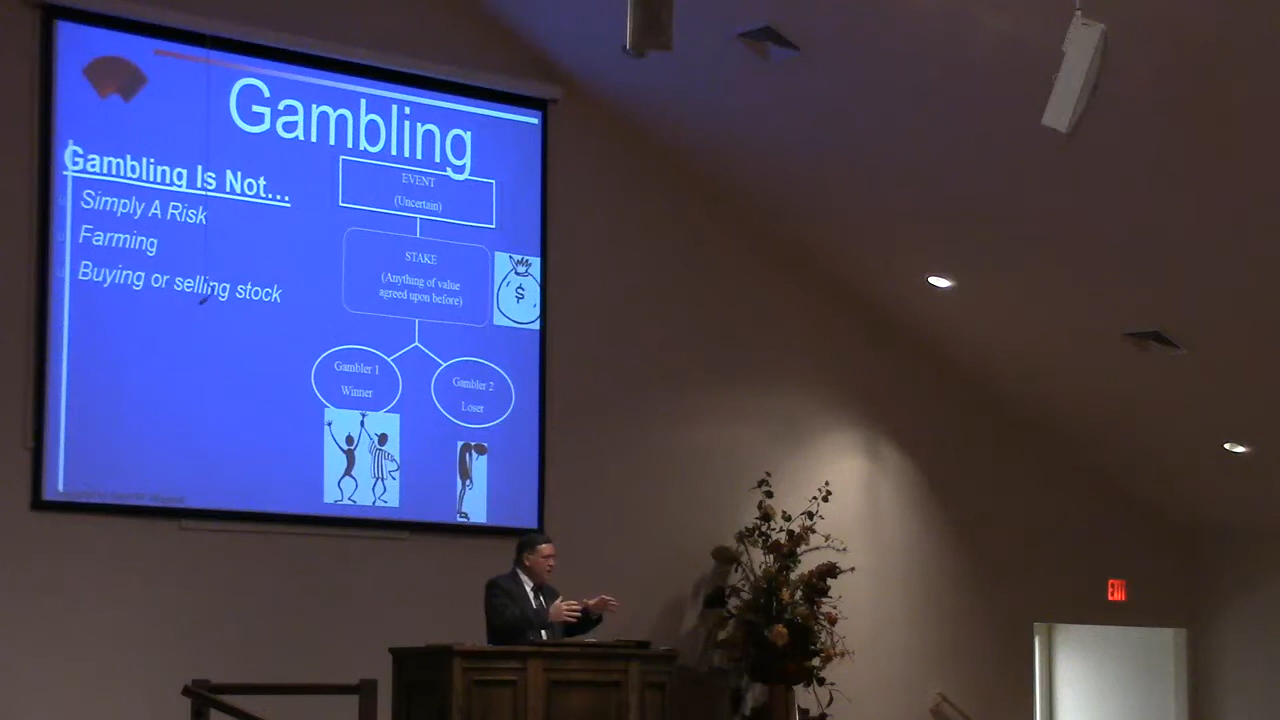 Gambling
Gambling Is Not...
Simply A Risk
Farming
Buying or selling stock
EVENT
(Uncertain)
STAKE
(Anything of value
agreed upon before)
$
Gambler 1
Winner
Gambler 2
Loser
EXIT